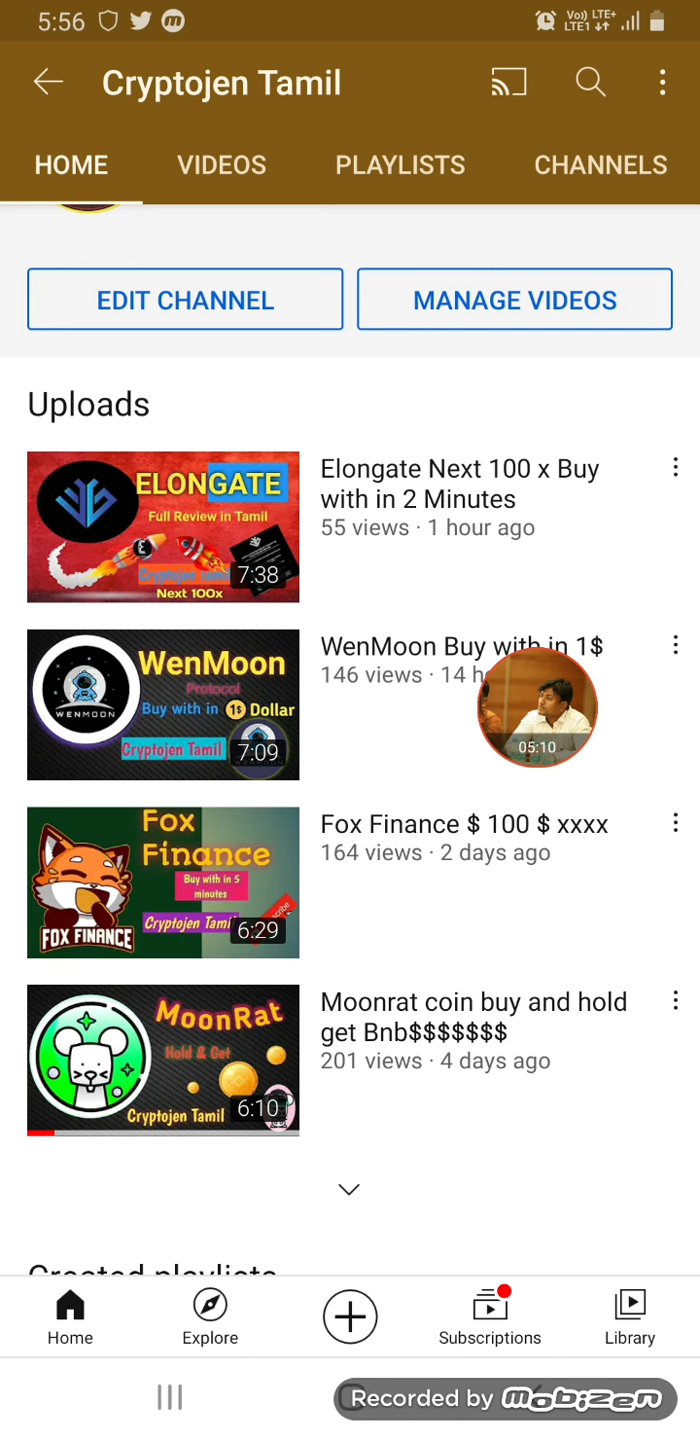 5:56
Vo)) LTE+
LTE1
Cryptojen Tamil
HOME VIDEOS PLAYLISTS CHANNELS
EDIT CHANNEL MANAGE VIDEOS
Uploads
ELONGATE
Full Review in Tamil
Cryptojen Tamil
7:38
Next 100x
Elongate Next 100 x Buy
with in 2 Minutes
55 views · 1 hour ago
WenMoon
Protocol
Buy with in 1$ Dollar
WENMOON
Cryptojen Tamil
7:09
WenMoon Buy with in 1$
146 views · 14 h
05:10
Fox
Finance
Buy with in 5
minutes
Cryptojen Tami
6:29
FOX FINANCE
Fox Finance $ 100 $ xxxx
164 views · 2 days ago
MoonRat
Hold & Get
Cryptojen Tamil
6:10
Moonrat coin buy and hold
get Bnb$$$$$$$
201 views · 4 days ago
Created playlists
Home Explore Subscriptions Library
Recorded by mobizen